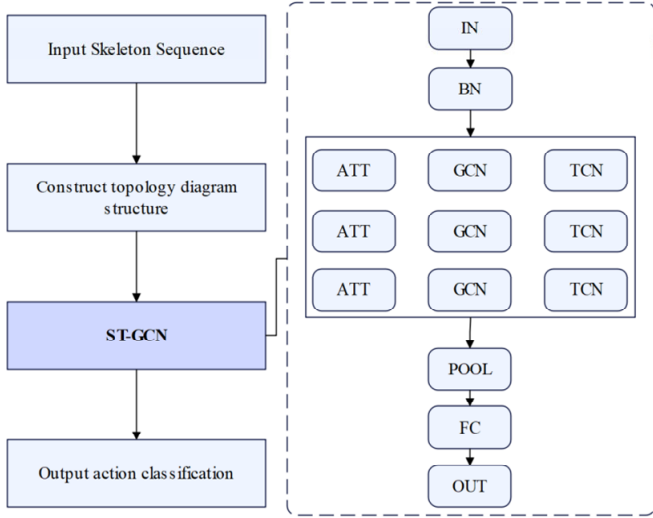 Input Skeleton Sequence
Construct topology diagram
structure
ST-GCN
Output action classification
IN
BN
ATT GCN TCN
ATT GCN TCN
ATT GCN TCN
POOL
FC
OUT